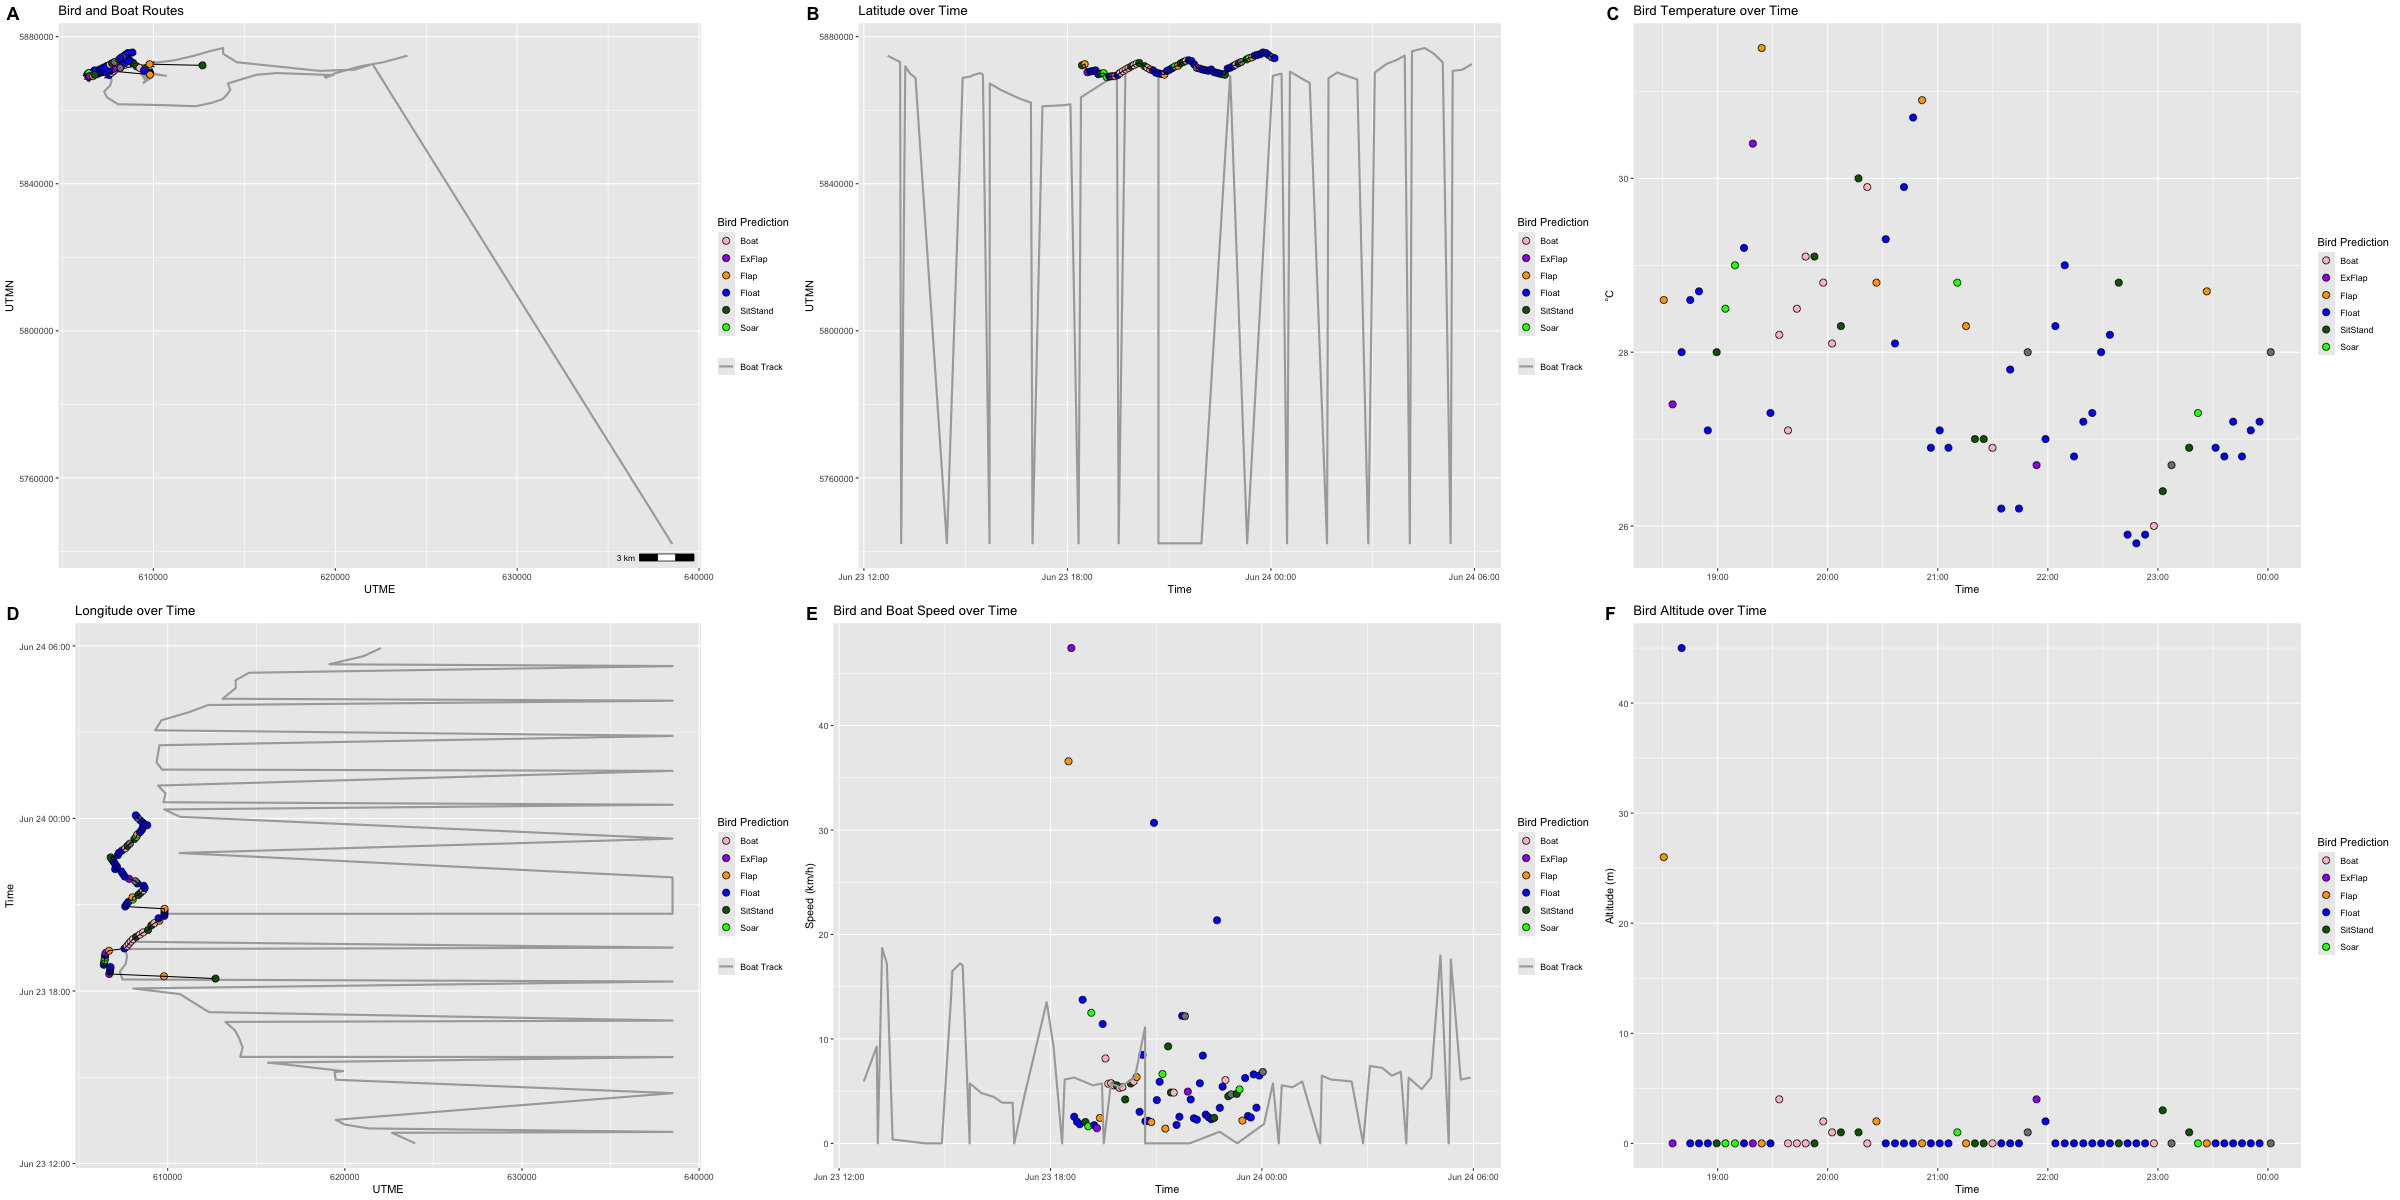 A Bird and Boat Routes
5880000
5840000
5800000
5760000
UTMN
610000 620000 630000 640000
UTME
3 km
Bird Prediction
Boat
ExFlap
Flap
Float
SitStand
Soar
Boat Track
B Latitude over Time
5880000
5840000
5800000
5760000
UTMN
Jun 23 12:00 Jun 23 18:00 Jun 24 00:00 Jun 24 06:00
Time
Bird Prediction
Boat
ExFlap
Flap
Float
SitStand
Soar
Boat Track
C Bird Temperature over Time
30
28
26
°C
19:00 20:00 21:00 22:00 23:00 00:00
Time
Bird Prediction
Boat
ExFlap
Flap
Float
SitStand
Soar
D Longitude over Time
Jun 24 06:00
Jun 24 00:00
Jun 23 18:00
Jun 23 12:00
Time
610000 620000 630000 640000
UTME
Bird Prediction
Boat
ExFlap
Flap
Float
SitStand
Soar
Boat Track
E Bird and Boat Speed over Time
40
30
20
10
0
Speed (km/h)
Jun 23 12:00 Jun 23 18:00 Jun 24 00:00 Jun 24 06:00
Time
Bird Prediction
Boat
ExFlap
Flap
Float
SitStand
Soar
Boat Track
F Bird Altitude over Time
40
30
20
10
0
Altitude (m)
19:00 20:00 21:00 22:00 23:00 00:00
Time
Bird Prediction
Boat
ExFlap
Flap
Float
SitStand
Soar